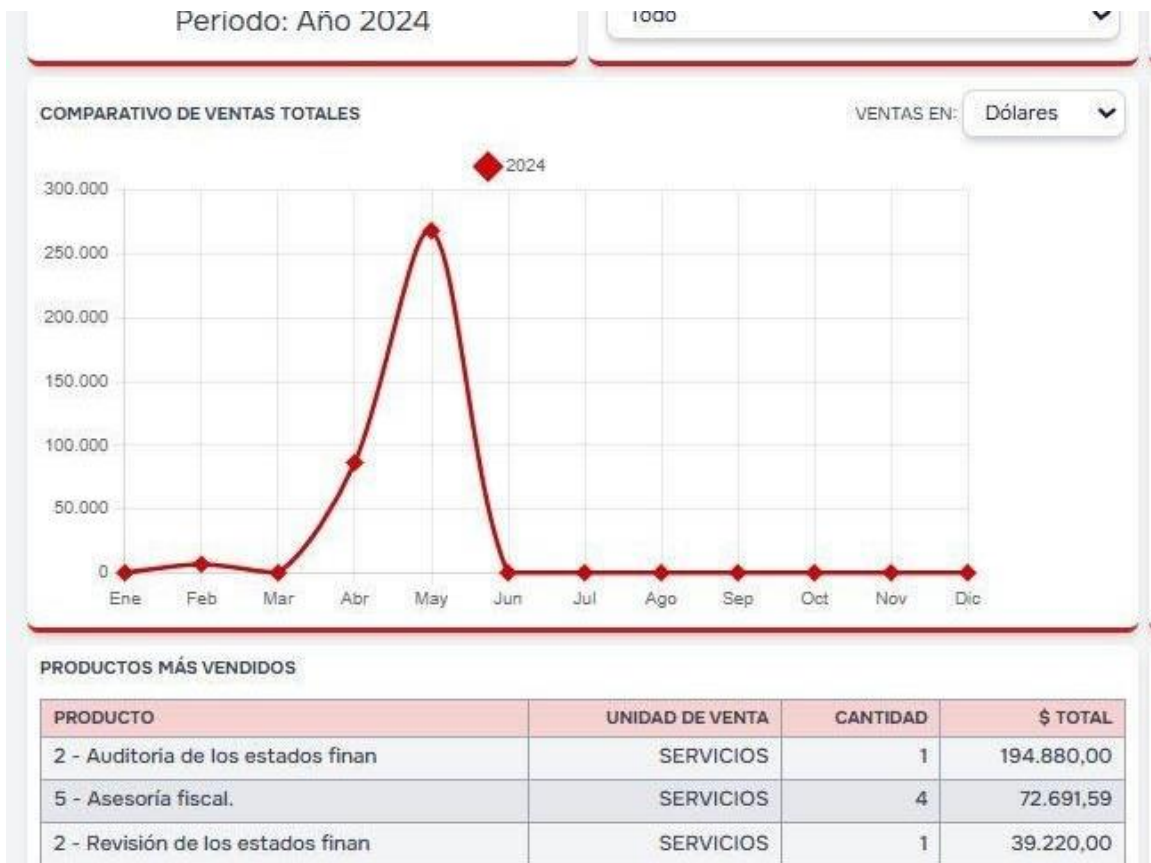 Período: Año 2024
Todo
COMPARATIVO DE VENTAS TOTALES
VENTAS EN: Dólares
2024
300.000
250.000
200.000
150.000
100.000
50.000
0
Ene Feb Mar Abr May Jun Jul Ago Sep Oct Nov Dic
PRODUCTOS MÁS VENDIDOS
PRODUCTO UNIDAD DE VENTA CANTIDAD $ TOTAL
2 - Auditoria de los estados finan SERVICIOS 1 194.880,00
5 - Asesoría fiscal. SERVICIOS 4 72.691,59
2 - Revisión de los estados finan SERVICIOS 1 39.220,00